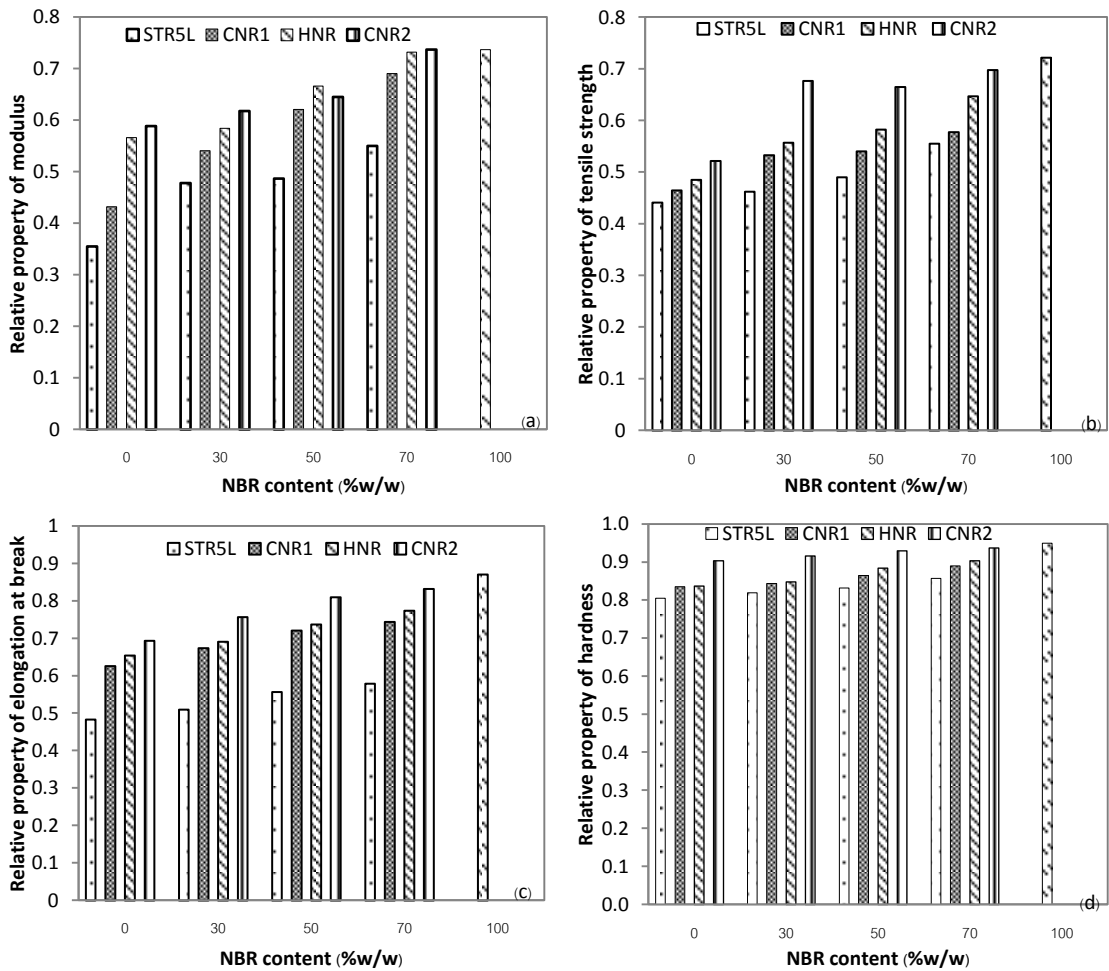 Relative property of modulus
STR5L CNR1 HNR CNR2
0.8
0.7
0.6
0.5
0.4
0.3
0.2
0.1
0
(a)
0 30 50 70 100
NBR content (%w/w)
Relative property of tensile strength
STR5L CNR1 HNR CNR2
0.8
0.7
0.6
0.5
0.4
0.3
0.2
0.1
0
(b)
0 30 50 70 100
NBR content (%w/w)
Relative property of elongation at break
1
STR5L CNR1 HNR CNR2
0.9
0.8
0.7
0.6
0.5
0.4
0.3
0.2
0.1
0
(c)
0 30 50 70 100
NBR content (%w/w)
Relative property of hardness
1.0
STR5L CNR1 HNR CNR2
0.9
0.8
0.7
0.6
0.5
0.4
0.3
0.2
0.1
0.0
(d)
0 30 50 70 100
NBR content (%w/w)